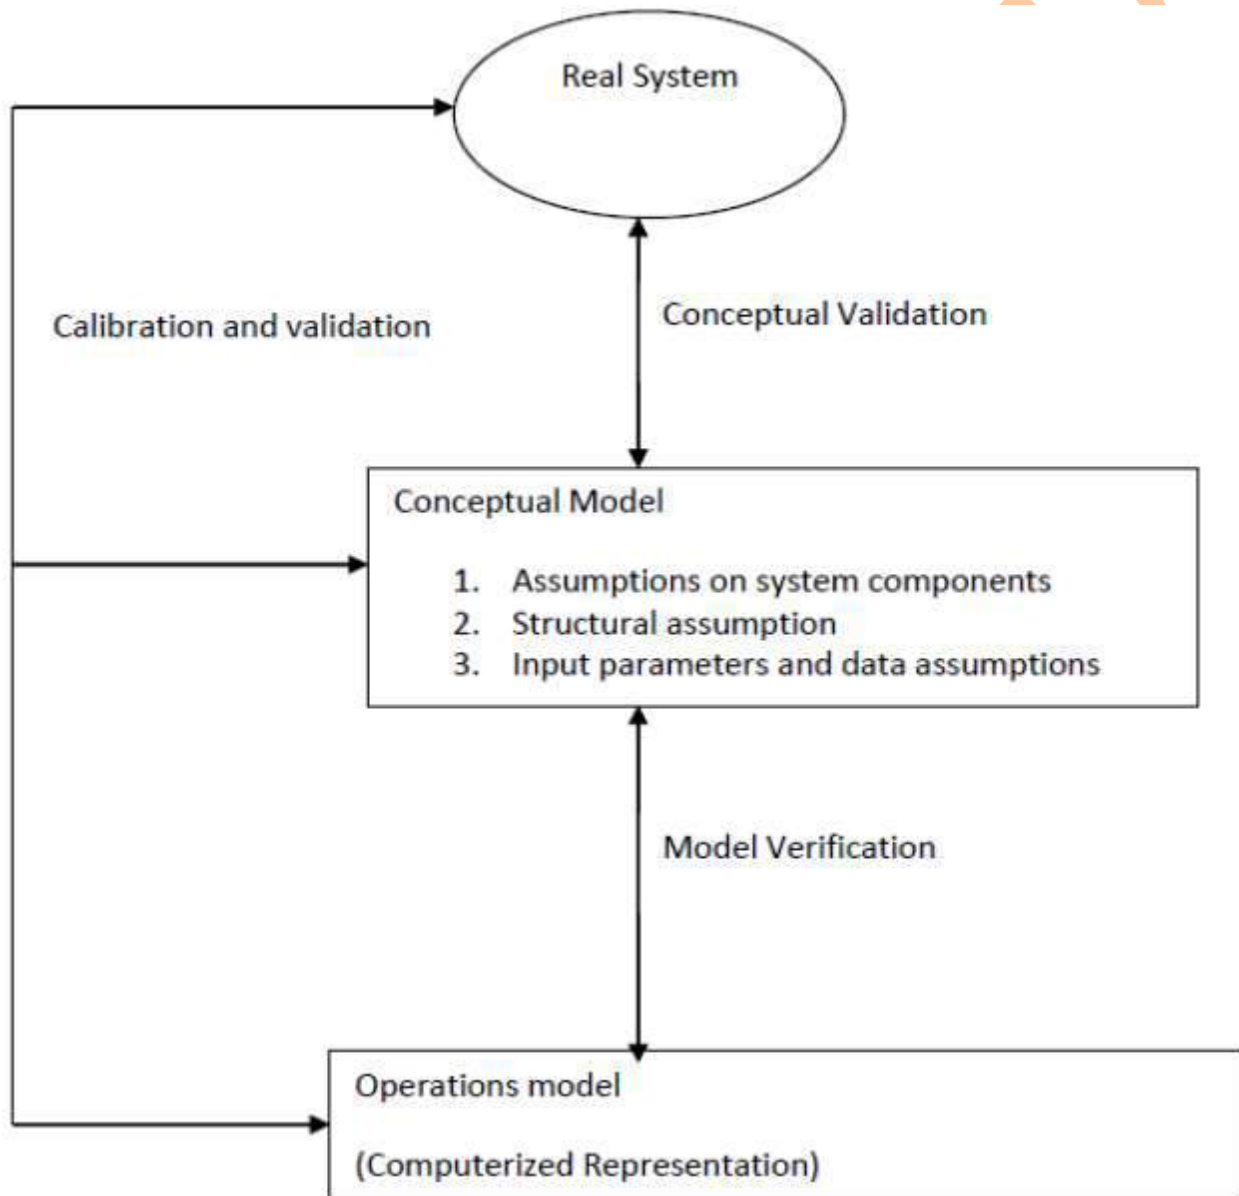 Real System
Calibration and validation
Conceptual Validation
Conceptual Model
1. Assumptions on system components
2. Structural assumption
3. Input parameters and data assumptions
Model Verification
Operations model
(Computerized Representation)